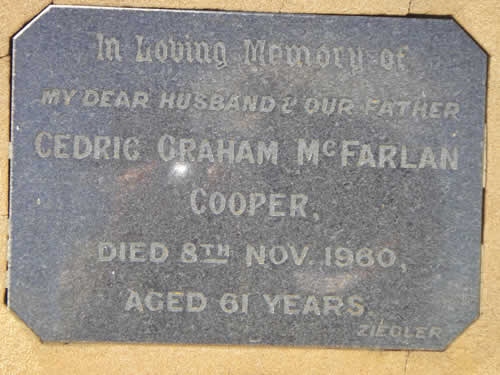 In Loving Memory of
MY DEAR HUSBAND & OUR FATHER
CEDRIC GRAHAM McFARLAN
COOPER,
DIED 8TH NOV. 1960,
AGED 61 YEARS.
ZIEGLER